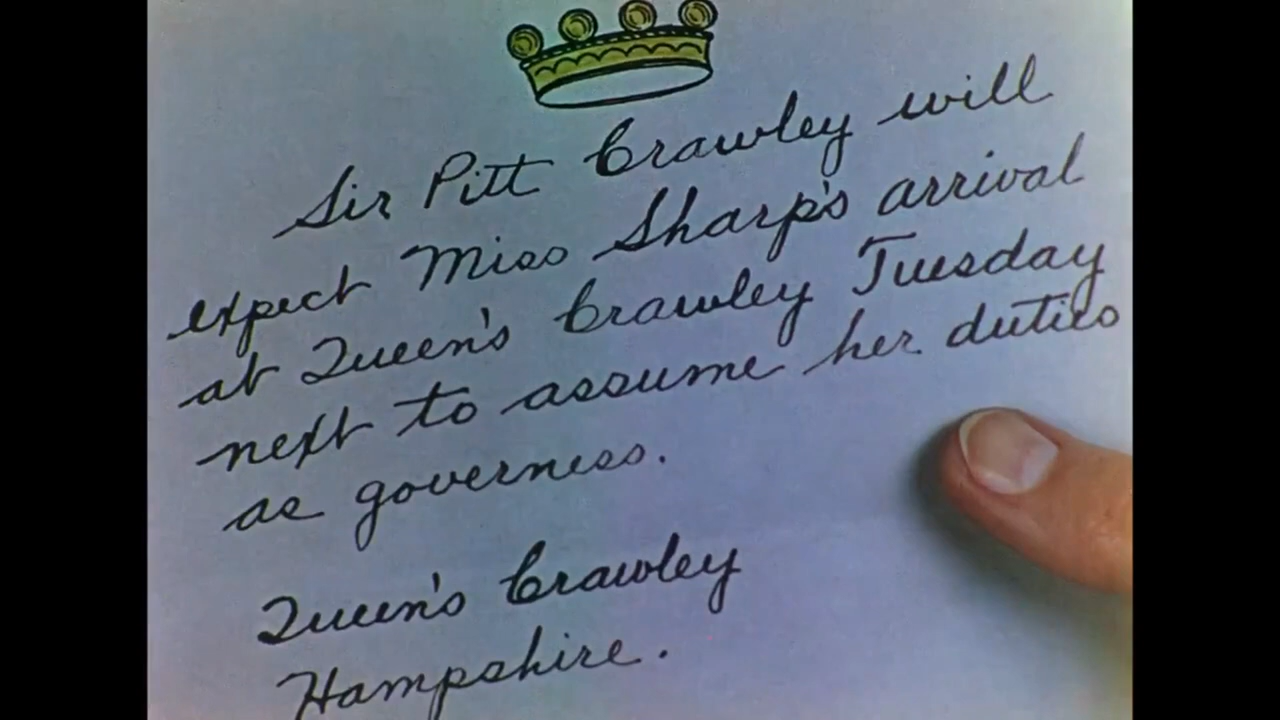 Sir Pitt Crawley will
expect Miss Sharp's arrival
at Queen's Crawley Tuesday
next to assume her duties
as governess.
Queen's Crawley
Hampshire.